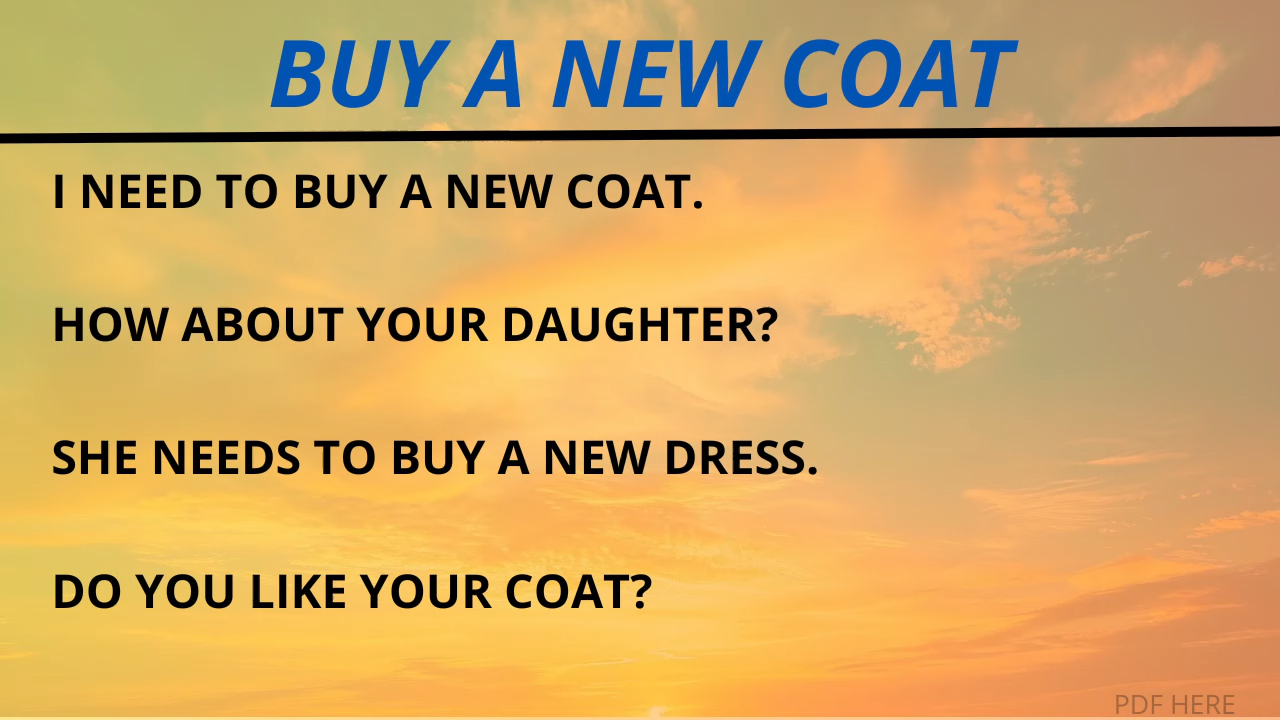 BUY A NEW COAT
I NEED TO BUY A NEW COAT.
HOW ABOUT YOUR DAUGHTER?
SHE NEEDS TO BUY A NEW DRESS.
DO YOU LIKE YOUR COAT?
PDF HERE